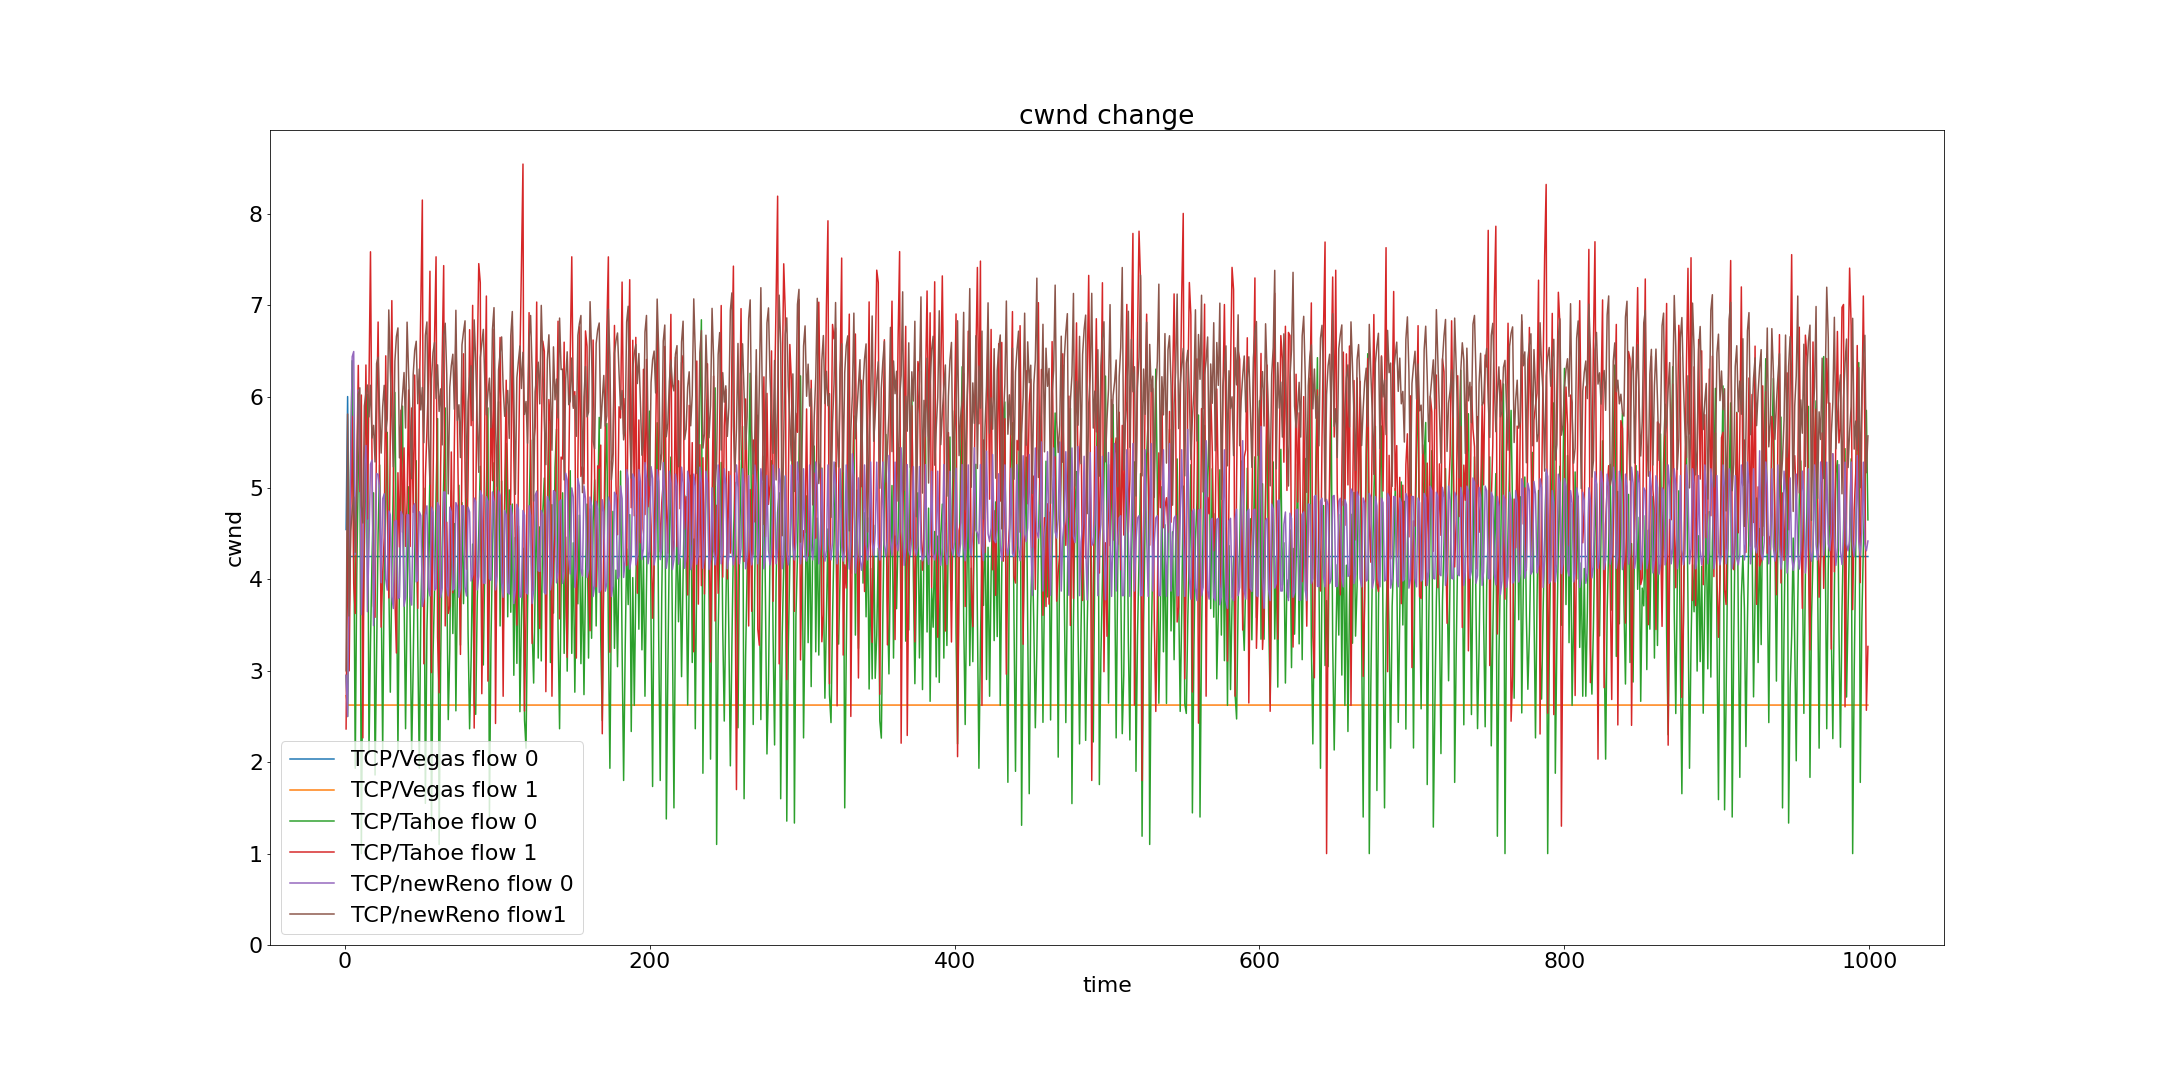 cwnd change
cwnd
8
7
6
5
4
3
2
1
0
TCP/Vegas flow 0
TCP/Vegas flow 1
TCP/Tahoe flow 0
TCP/Tahoe flow 1
TCP/newReno flow 0
TCP/newReno flow1
0 200 400 600 800 1000
time